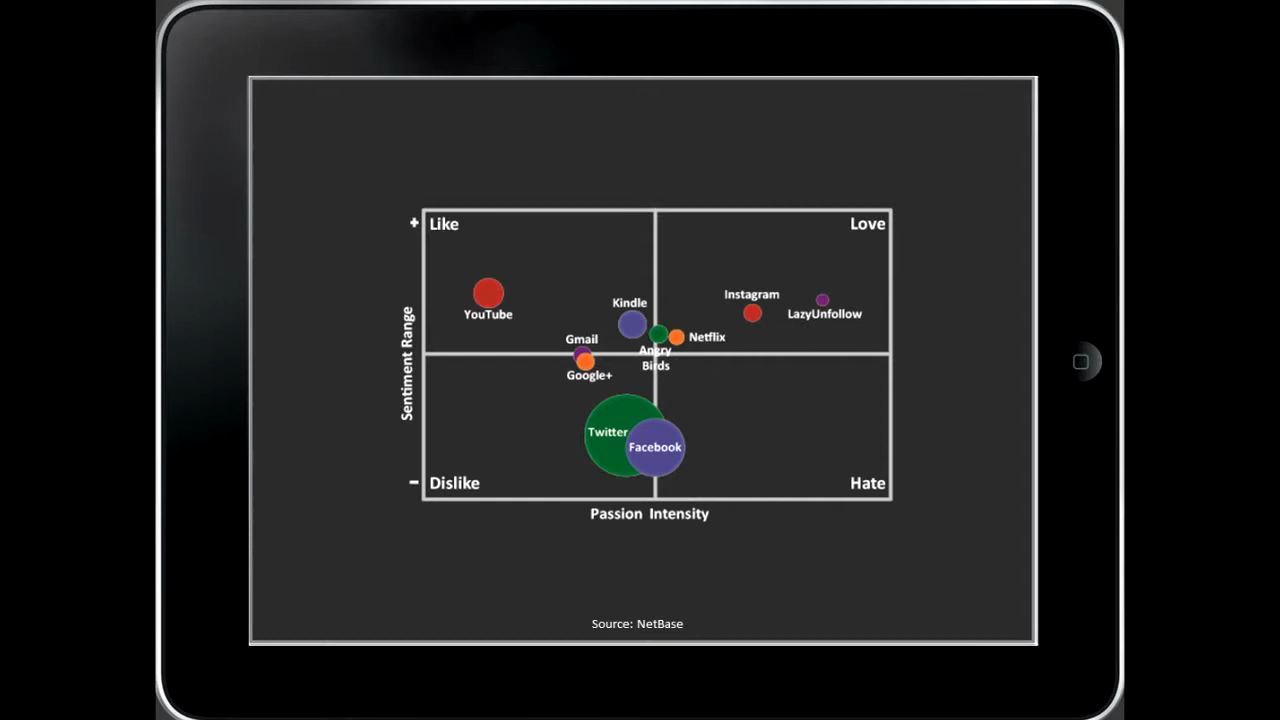 +
Like
Love
Instagram
Kindle
LazyUnfollow
YouTube
Netflix
Gmail
Angry
Birds
Google+
Sentiment Range
Twitter
Facebook
-
Dislike
Hate
Passion Intensity
Source: NetBase